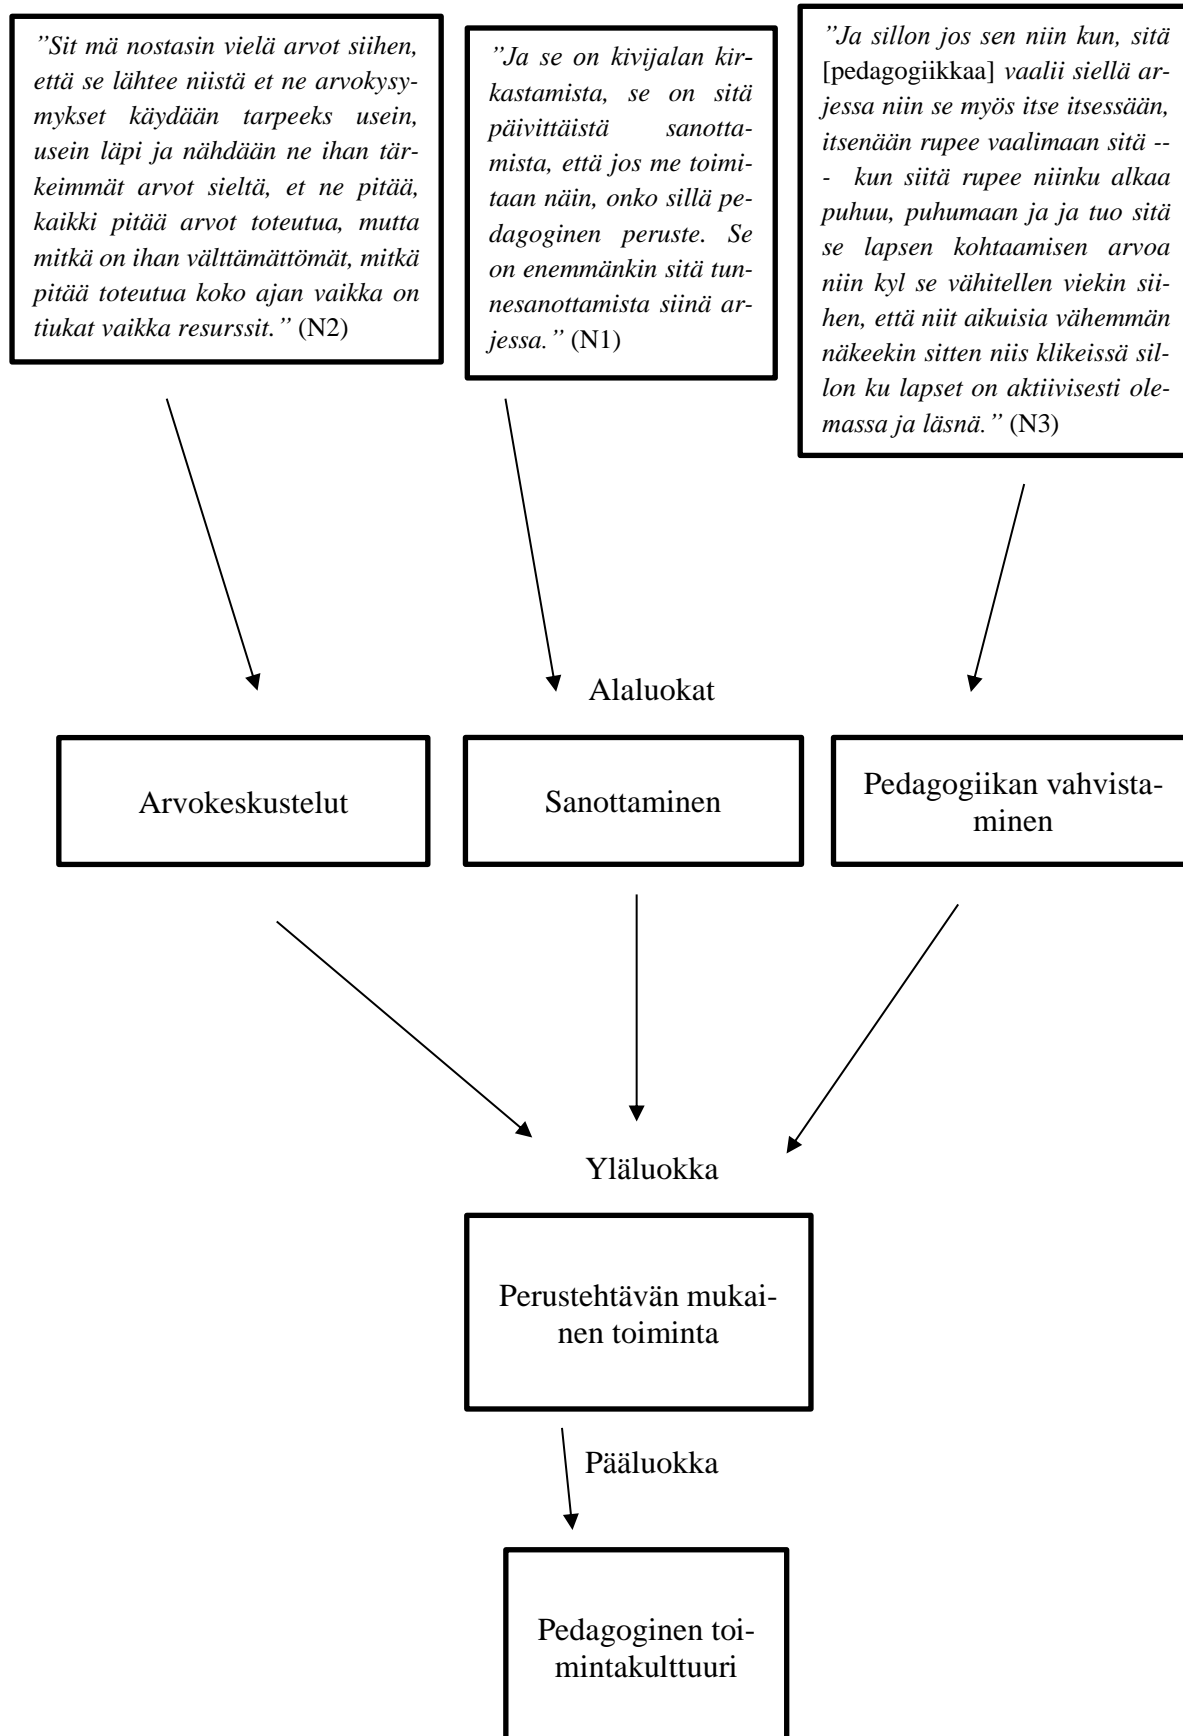 ”Sit mä nostasin vielä arvot siihen,
että se lähtee niistä et ne arvokysy-
mykset käydään tarpeeks usein,
usein läpi ja nähdään ne ihan tär-
keimmät arvot sieltä, et ne pitää,
kaikki pitää arvot toteutua, mutta
mitkä on ihan välttämättömät, mitkä
pitää toteutua koko ajan vaikka on
tiukat vaikka resurssit.” (N2)
”Ja se on kivijalan kir-
kastamista, se on sitä
päivittäistä sanotta-
mista, että jos me toimi-
taan näin, onko sillä pe-
dagoginen peruste. Se
on enemmänkin sitä tun-
nesanottamista siinä ar-
jessa.” (N1)
”Ja sillon jos sen niin kun, sitä
[pedagogiikkaa] vaalii siellä ar-
jessa niin se myös itse itsessään,
itsenään rupee vaalimaan sitä --
- kun siitä rupee niinku alkaa
puhuu, puhumaan ja ja tuo sitä
se lapsen kohtaamisen arvoa
niin kyl se vähitellen viekin sii-
hen, että niit aikuisia vähemmän
näkeekin sitten niis klikeissä sil-
lon ku lapset on aktiivisesti ole-
massa ja läsnä.” (N3)
Alaluokat
Arvokeskustelut
Sanottaminen
Pedagogiikan vahvista-
minen
Yläluokka
Perustehtävän mukai-
nen toiminta
Pääluokka
Pedagoginen toi-
mintakulttuuri